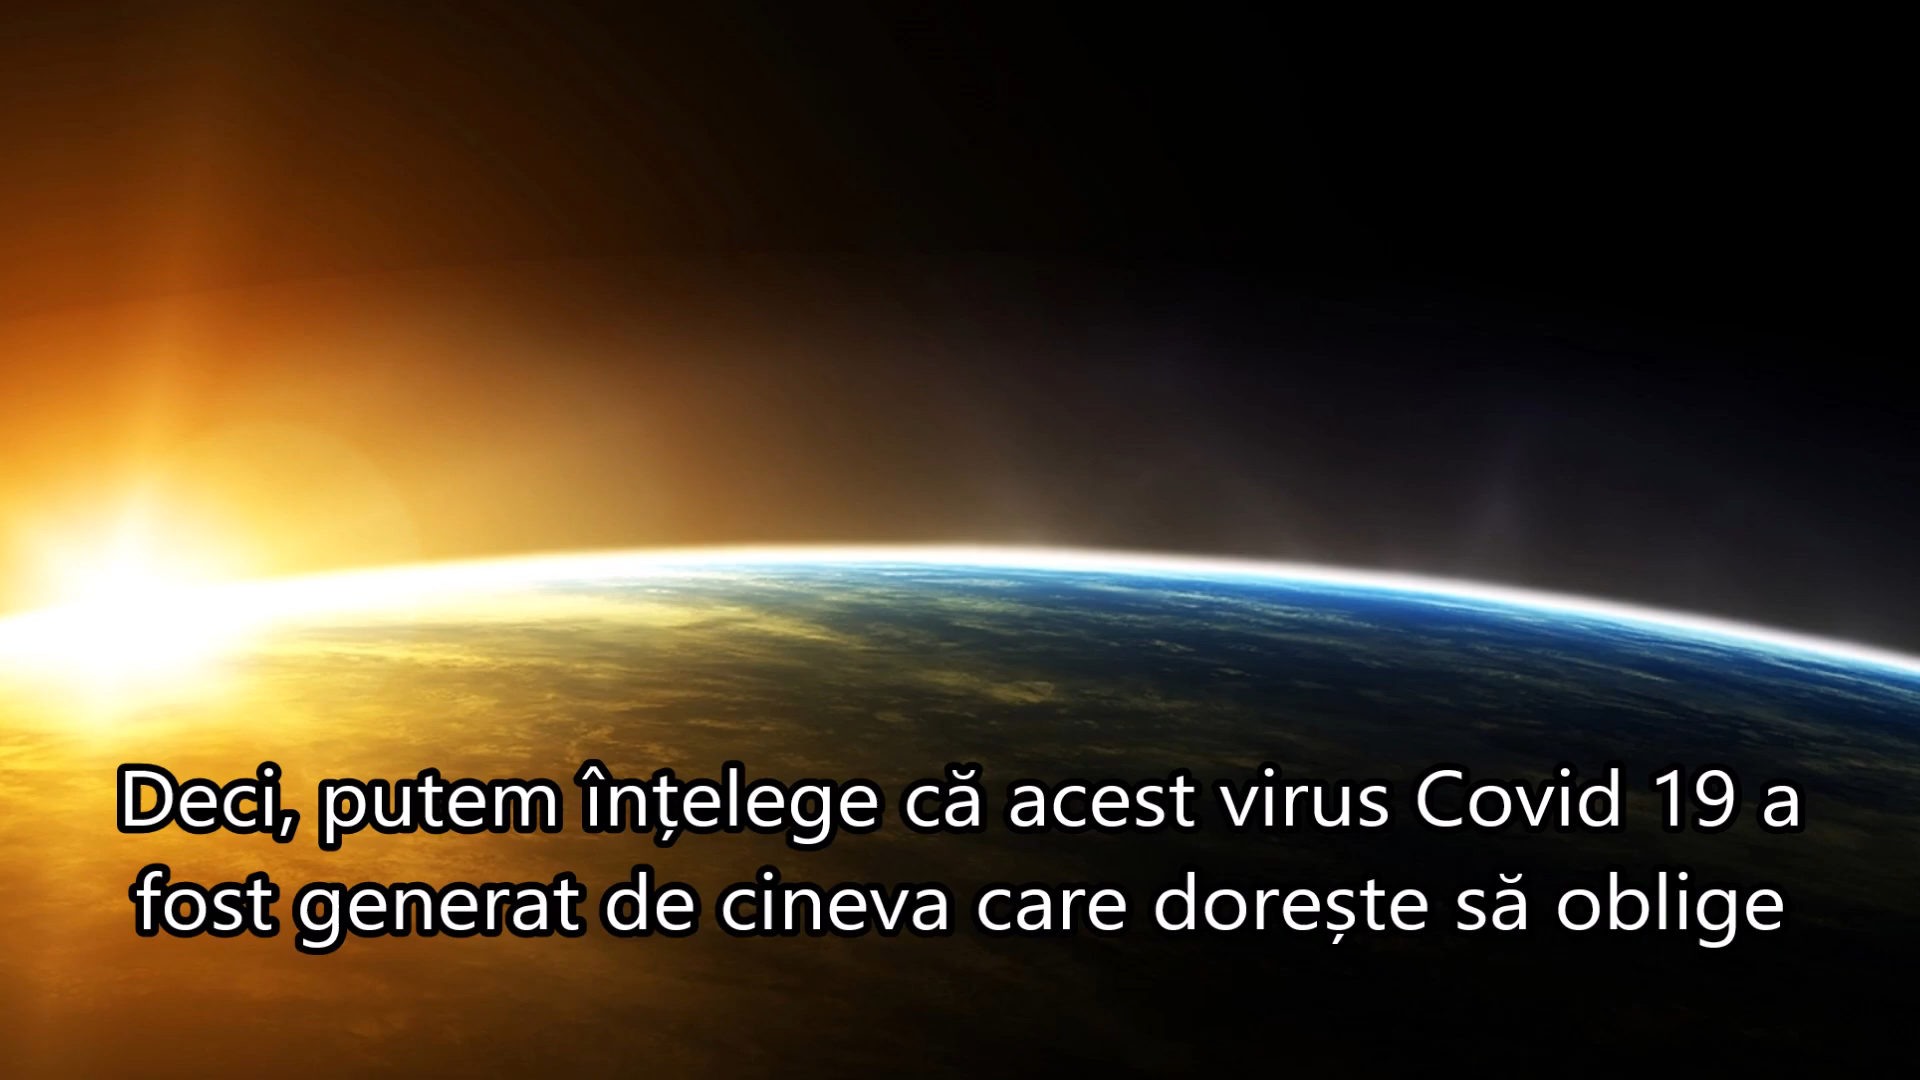 Deci, putem înțelege că acest virus Covid 19 a
fost generat de cineva care dorește să oblige